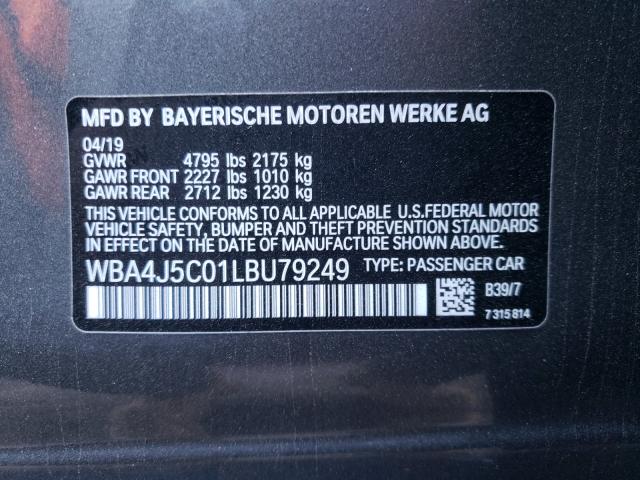 MFD BY BAYERISCHE MOTOREN WERKE AG
04/19
GVWR 4795 lbs 2175 kg
GAWR FRONT 2227 lbs 1010 kg
GAWR REAR 2712 lbs 1230 kg
THIS VEHICLE CONFORMS TO ALL APPLICABLE U.S.FEDERAL MOTOR
VEHICLE SAFETY, BUMPER AND THEFT PREVENTION STANDARDS
IN EFFECT ON THE DATE OF MANUFACTURE SHOWN ABOVE.
WBA4J5C01LBU79249 TYPE: PASSENGER CAR
B39/7
7 315 814